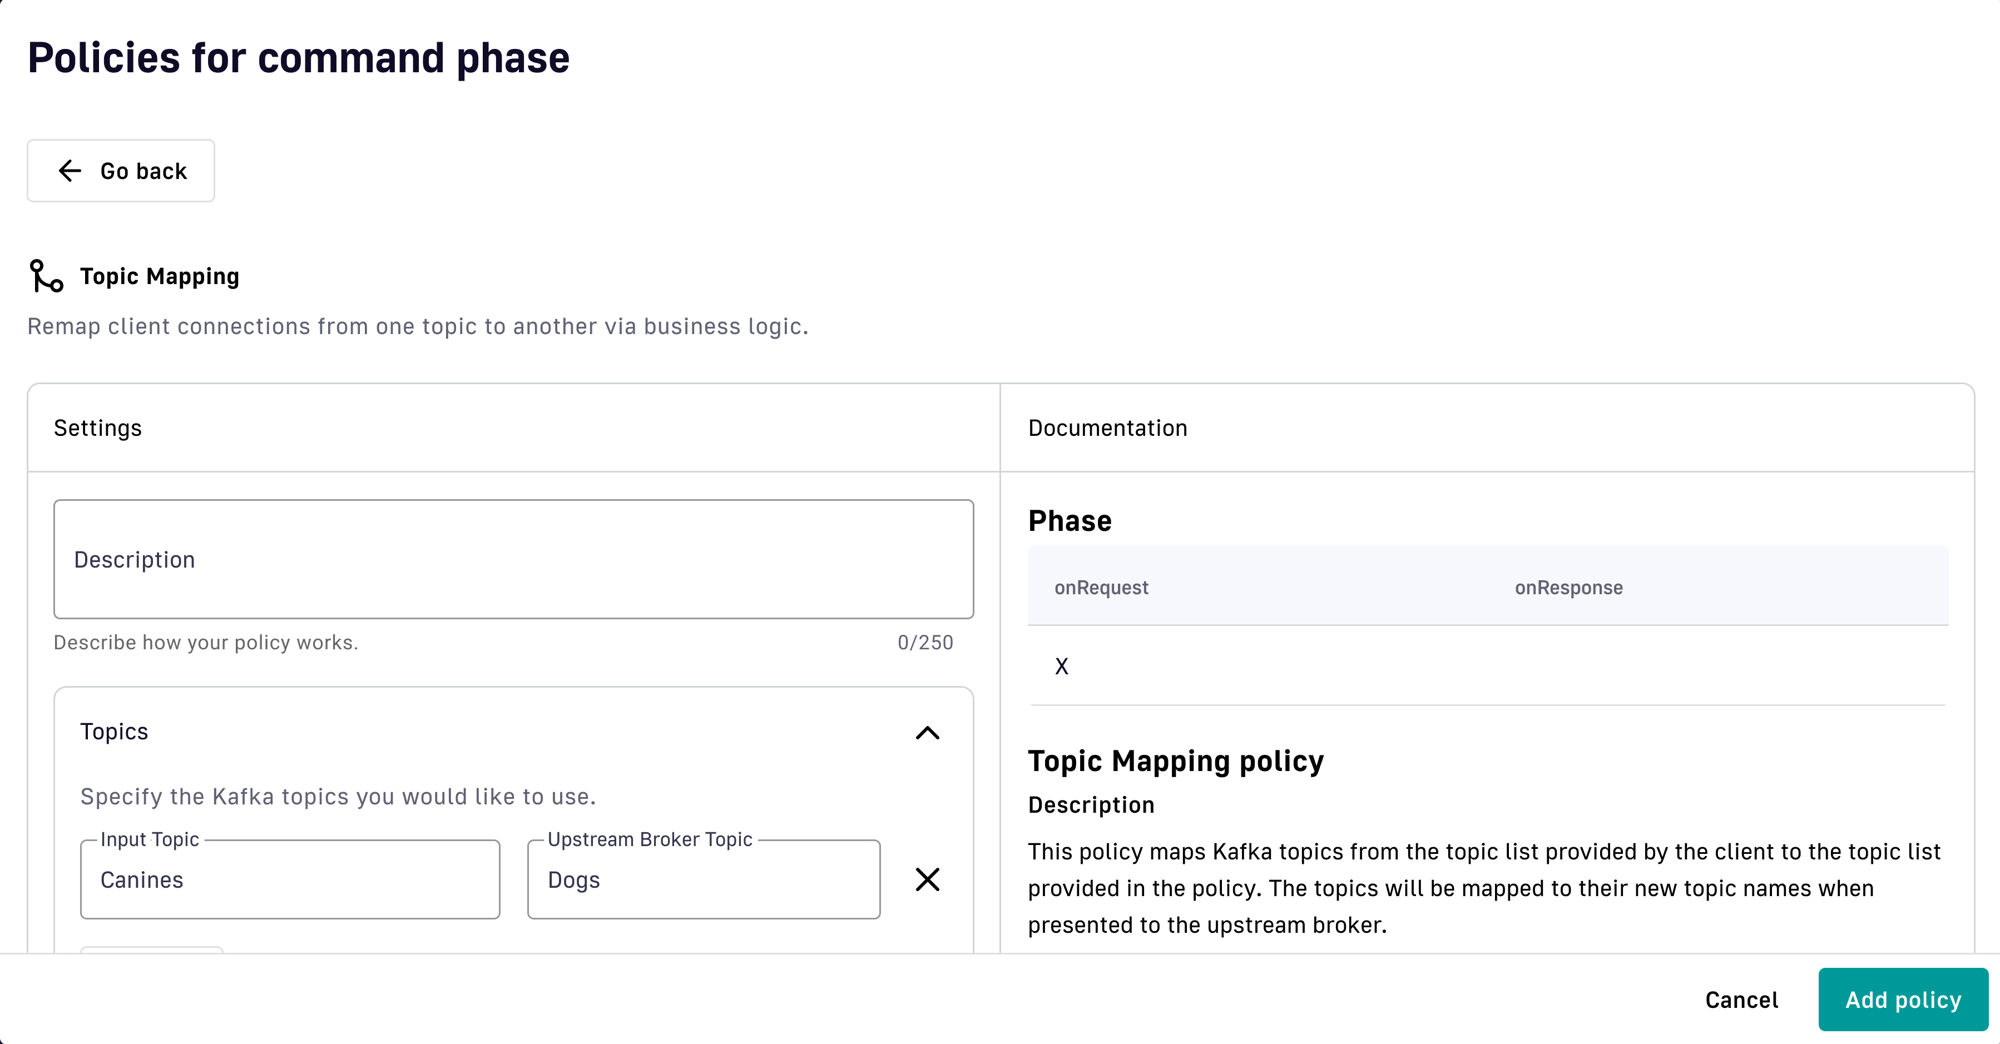 Policies for command phase
Go back
Topic Mapping
Remap client connections from one topic to another via business logic.
Settings
Description
Describe how your policy works.
0/250
Topics
Specify the Kafka topics you would like to use.
Input Topic
Canines
Upstream Broker Topic
Dogs
Documentation
Phase
onRequest
onResponse
X
Topic Mapping policy
Description
This policy maps Kafka topics from the topic list provided by the client to the topic list
provided in the policy. The topics will be mapped to their new topic names when
presented to the upstream broker.
Cancel
Add policy